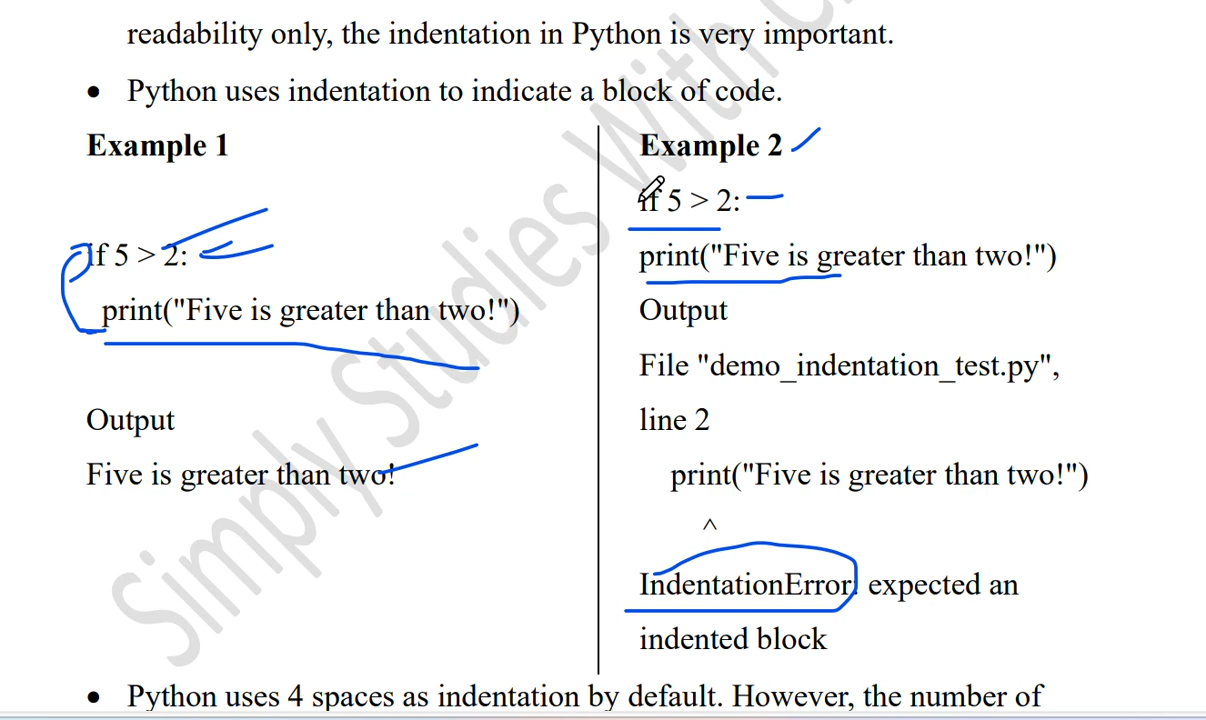 readability only, the indentation in Python is very important.
• Python uses indentation to indicate a block of code.
Example 1
if 5 > 2:
print("Five is greater than two!")
Output
Five is greater than two!
Example 2
if 5 > 2:
print("Five is greater than two!")
Output
File "demo_indentation_test.py",
line 2
print("Five is greater than two!")
^
IndentationError: expected an
indented block
• Python uses 4 spaces as indentation by default. However, the number of
Simply Studies With